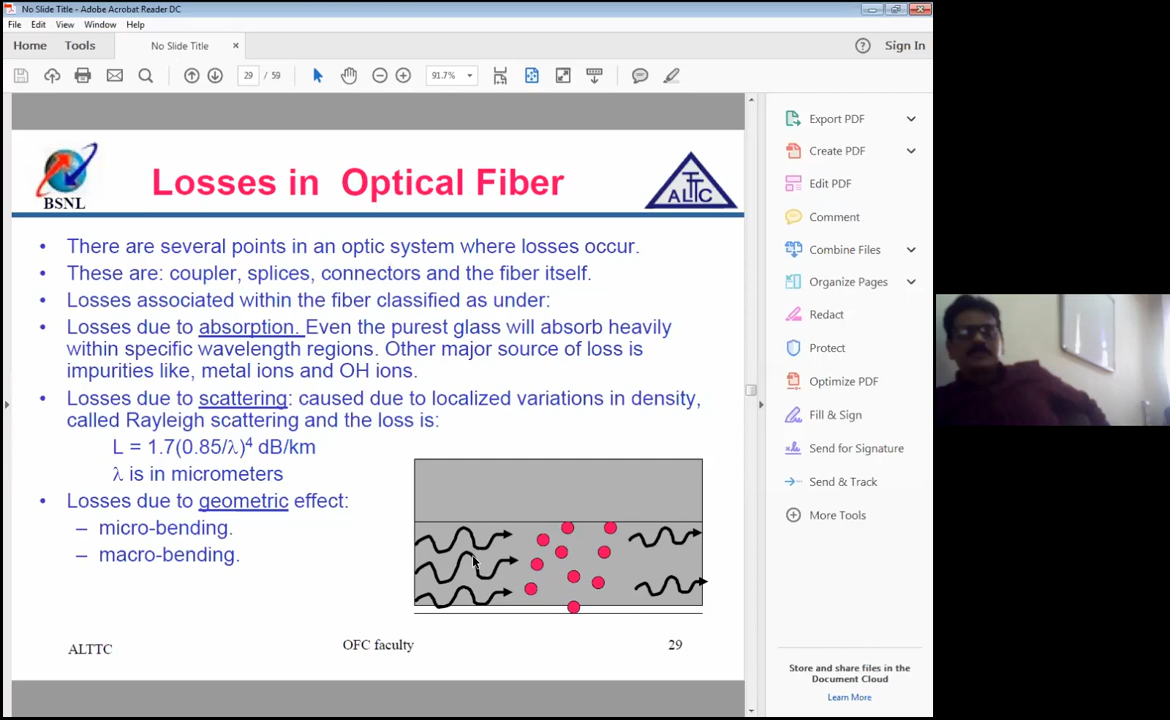 No Slide Title - Adobe Acrobat Reader DC
File Edit View Window Help
Home Tools No Slide Title × ? Sign In
29 / 59 91.7%
BSNL
Losses in Optical Fiber
ALTTC
• There are several points in an optic system where losses occur.
• These are: coupler, splices, connectors and the fiber itself.
• Losses associated within the fiber classified as under:
• Losses due to absorption. Even the purest glass will absorb heavily
within specific wavelength regions. Other major source of loss is
impurities like, metal ions and OH ions.
• Losses due to scattering: caused due to localized variations in density,
called Rayleigh scattering and the loss is:
L = 1.7(0.85/λ)⁴ dB/km
λ is in micrometers
• Losses due to geometric effect:
– micro-bending.
– macro-bending.
ALTTC OFC faculty 29
Export PDF
Create PDF
Edit PDF
Comment
Combine Files
Organize Pages
Redact
Protect
Optimize PDF
Fill & Sign
Send for Signature
Send & Track
More Tools
Store and share files in the
Document Cloud
Learn More